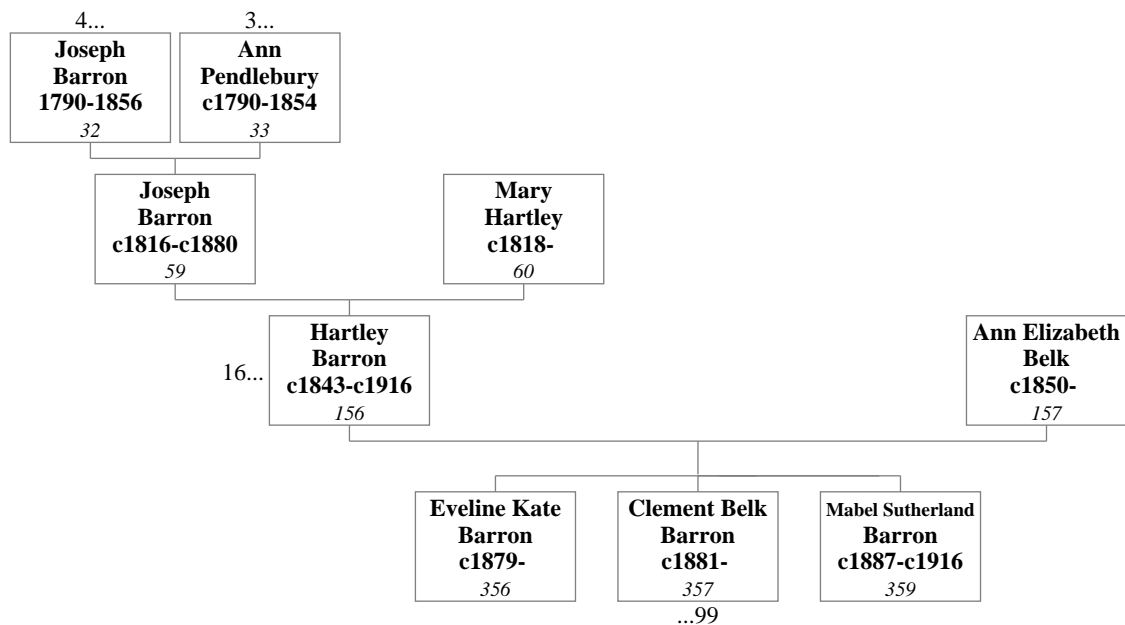 4...
3...
Joseph
Barron
1790-1856
32
Ann
Pendlebury
c1790-1854
33
Joseph
Barron
c1816-c1880
59
Mary
Hartley
c1818-
60
16...
Hartley
Barron
c1843-c1916
156
Ann Elizabeth
Belk
c1850-
157
Eveline Kate
Barron
c1879-
356
Clement Belk
Barron
c1881-
357
Mabel Sutherland
Barron
c1887-c1916
359
...99